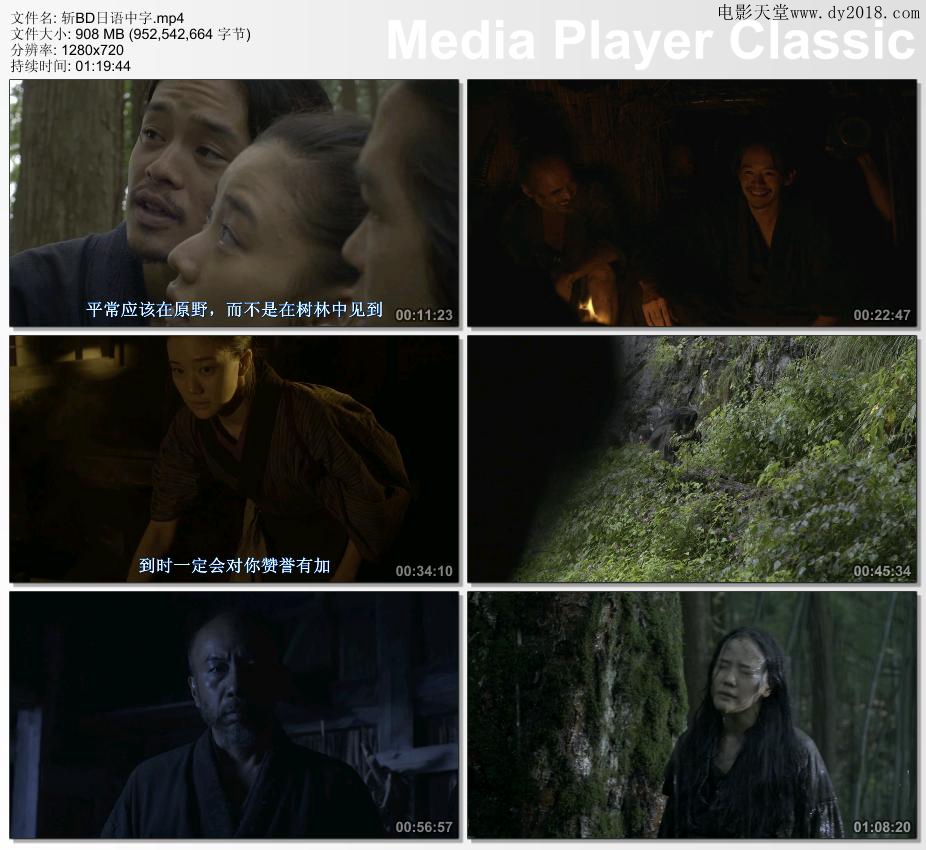 文件名: 斩BD日语中字.mp4
电影天堂www.dy2018.com
文件大小: 908 MB (952,542,664 字节)
分辨率: 1280x720
持续时间: 01:19:44
Media Player Classic
平常应该在原野，而不是在树林中见到
00:11:23
00:22:47
到时一定会对你赞誉有加
00:34:10
00:45:34
00:56:57
01:08:20